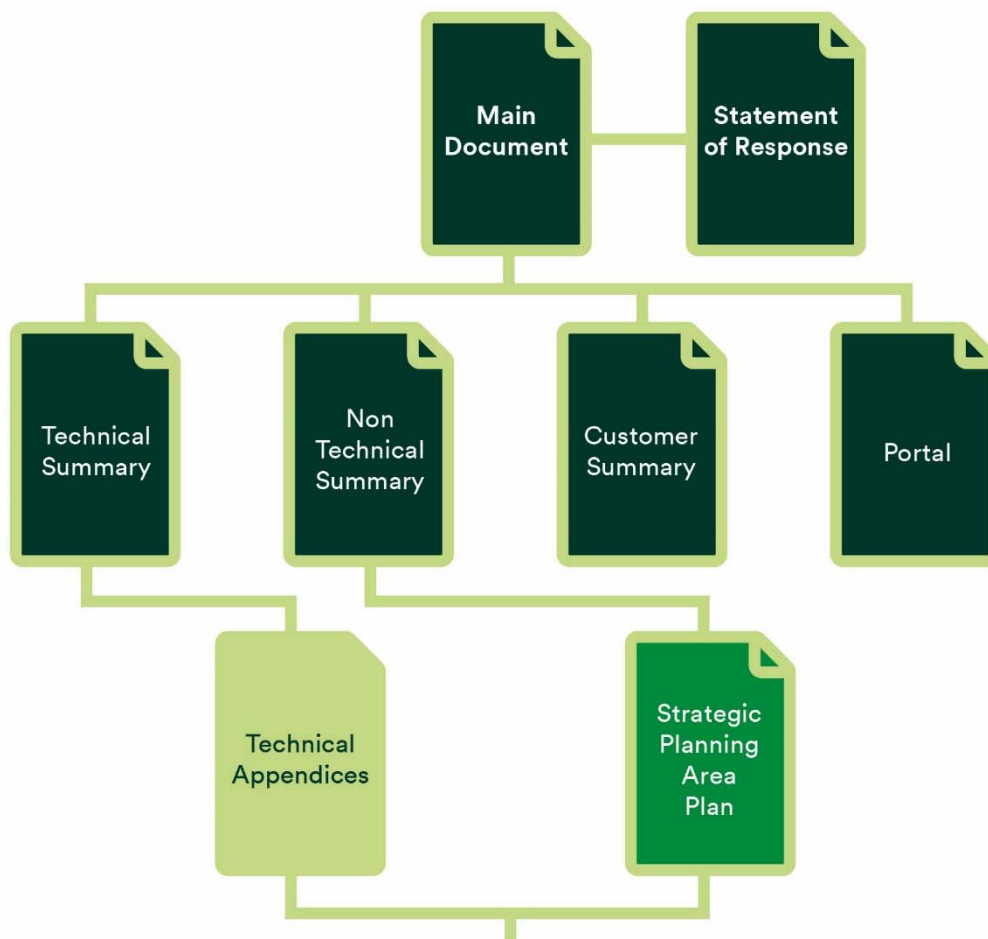 Main
Document
Statement
of Response
Technical
Summary
Non
Technical
Summary
Customer
Summary
Portal
Technical
Appendices
Strategic
Planning
Area
Plan